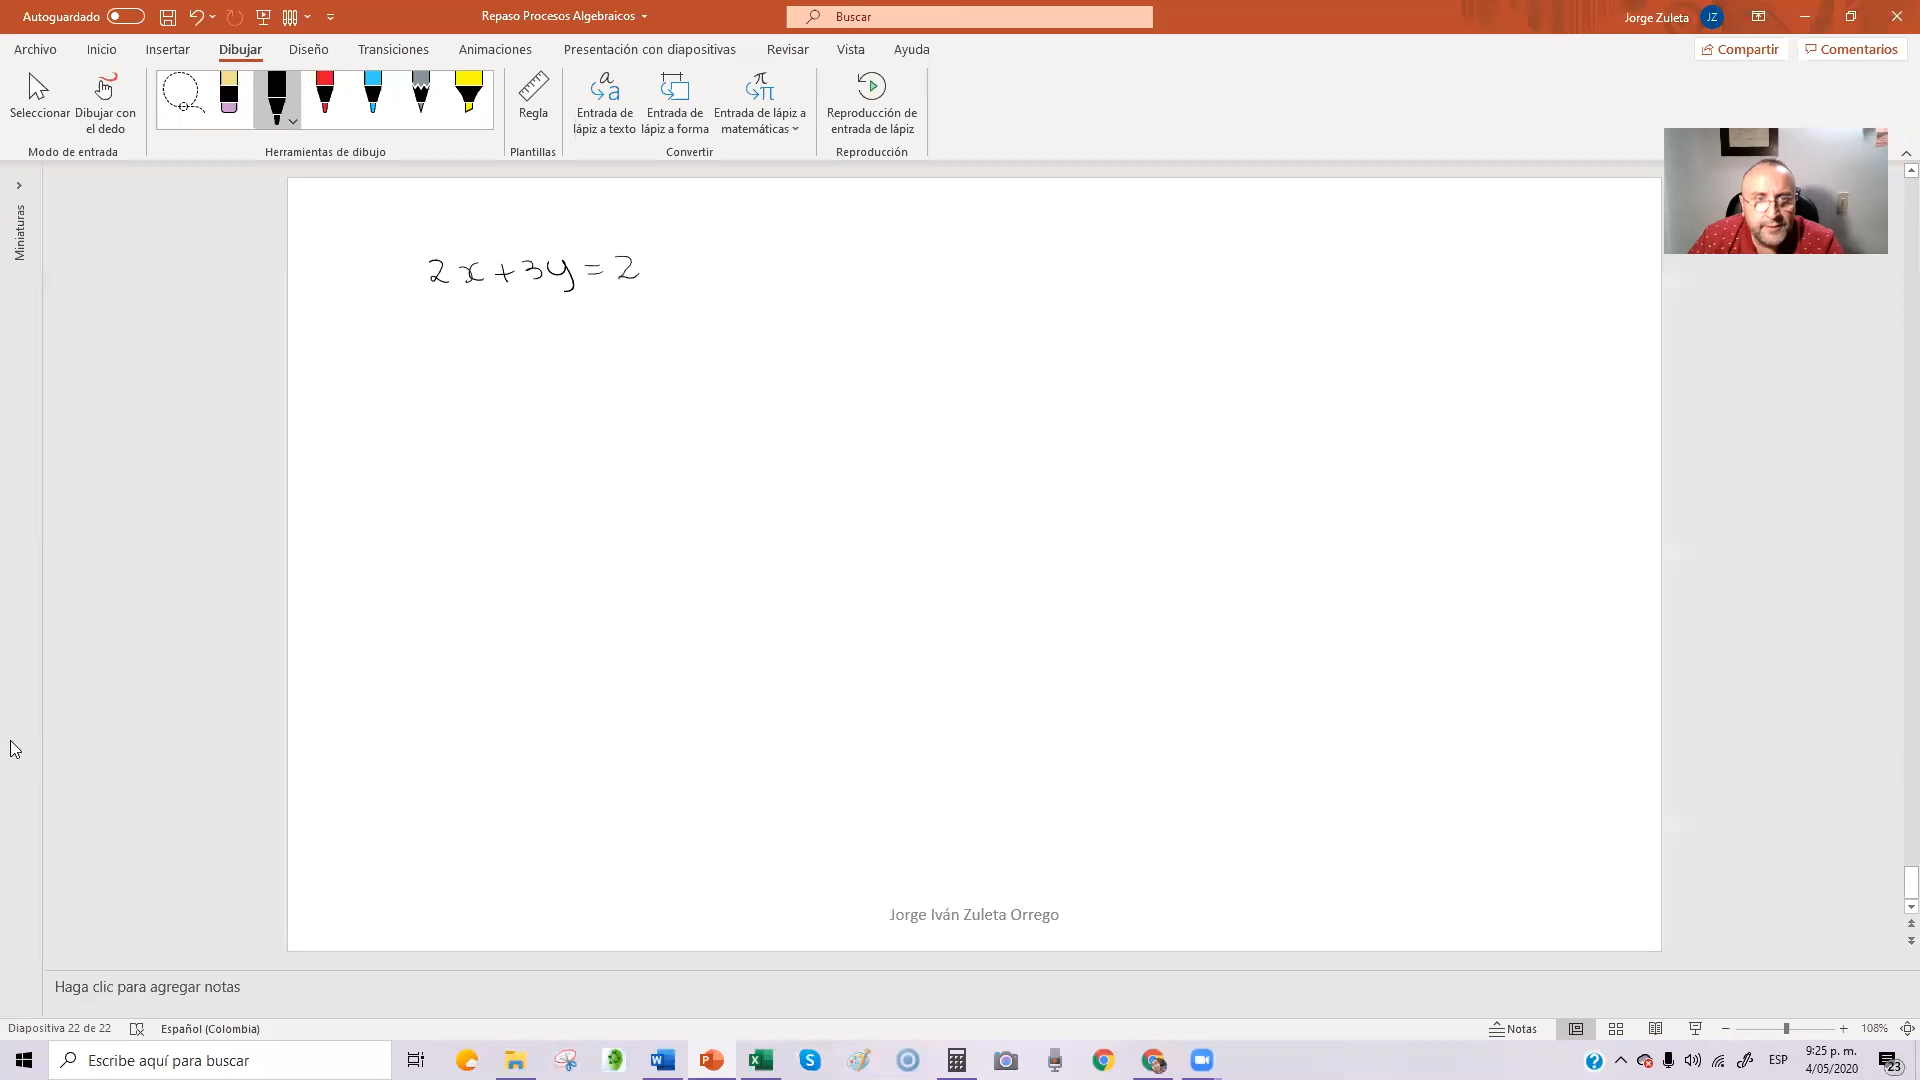 Autoguardado
Repaso Procesos Algebraicos
Buscar
Jorge Zuleta
JZ
Archivo Inicio Insertar Dibujar Diseño Transiciones Animaciones Presentación con diapositivas Revisar Vista Ayuda
Compartir Comentarios
Seleccionar
Dibujar con
el dedo
Regla
Entrada de
lápiz a texto
Entrada de
lápiz a forma
Entrada de lápiz a
matemáticas
Reproducción de
entrada de lápiz
Modo de entrada Herramientas de dibujo Plantillas Convertir Reproducción
Miniaturas
2x+3y=2
Jorge Iván Zuleta Orrego
Haga clic para agregar notas
Diapositiva 22 de 22 Español (Colombia) Notas 108%
Escribe aquí para buscar
ESP
9:25 p. m.
4/05/2020
23